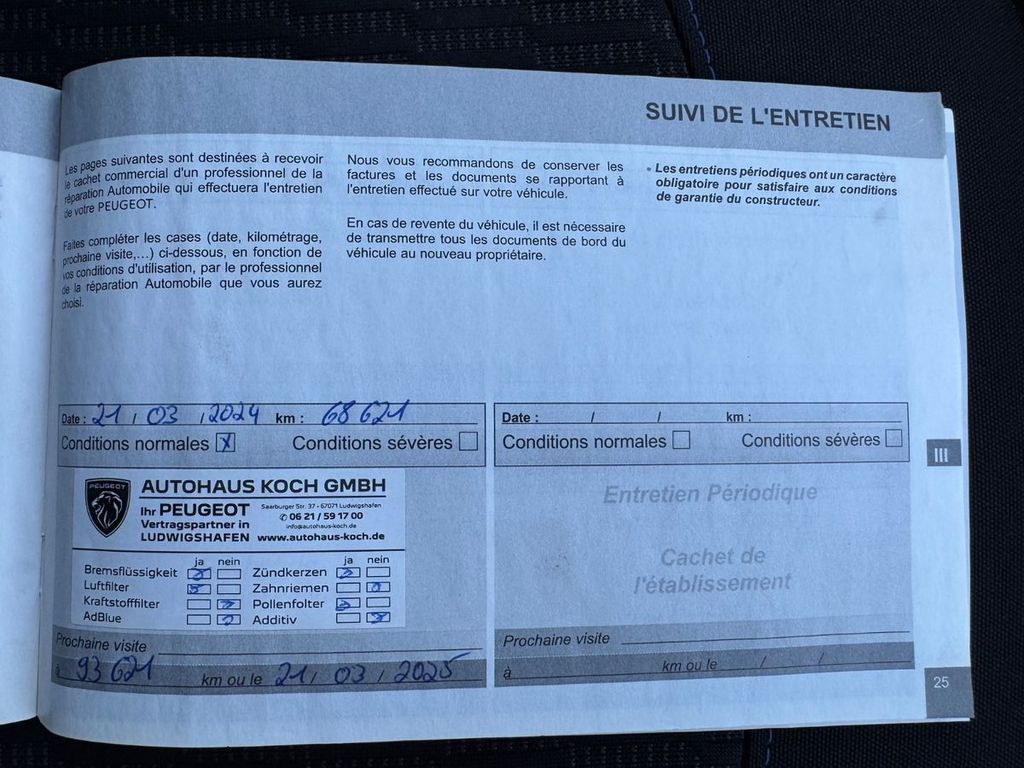 SUIVI DE L'ENTRETIEN
Les pages suivantes sont destinées à recevoir
le cachet commercial d'un professionnel de la
réparation Automobile qui effectuera l'entretien
de votre PEUGEOT.
Faites compléter les cases (date, kilométrage,
prochaine visite,...) ci-dessous, en fonction de
vos conditions d'utilisation, par le professionnel
de la réparation Automobile que vous aurez
choisi.
Nous vous recommandons de conserver les
factures et les documents se rapportant à
l'entretien effectué sur votre véhicule.
En cas de revente du véhicule, il est nécessaire
de transmettre tous les documents de bord du
véhicule au nouveau propriétaire.
• Les entretiens périodiques ont un caractère
obligatoire pour satisfaire aux conditions
de garantie du constructeur.
Date : 21 / 03 / 2024 km : 68 621
Conditions normales X Conditions sévères
PEUGEOT
AUTOHAUS KOCH GMBH
Ihr PEUGEOT
Vertragspartner in
LUDWIGSHAFEN
Saarburger Str. 37 - 67071 Ludwigshafen
✆ 06 21 / 59 17 00
info@autohaus-koch.de
www.autohaus-koch.de
ja nein ja nein
Bremsflüssigkeit Zündkerzen
Luftfilter Zahnriemen
Kraftstofffilter Pollenfolter
AdBlue Additiv
Prochaine visite
à 93 621 km ou le 21 / 03 / 2025
Date : / / km :
Conditions normales Conditions sévères
Entretien Périodique
Cachet de
l'établissement
Prochaine visite
à km ou le / /
III
25